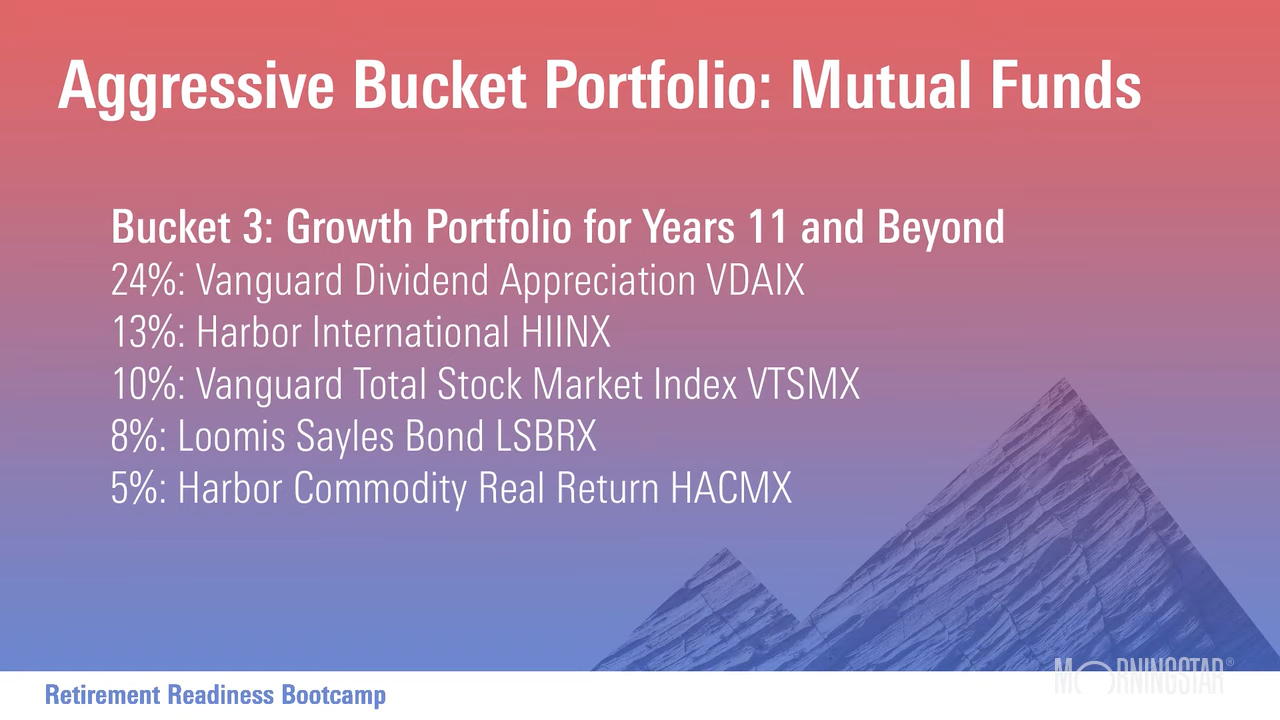 Aggressive Bucket Portfolio: Mutual Funds
Bucket 3: Growth Portfolio for Years 11 and Beyond
24%: Vanguard Dividend Appreciation VDAIX
13%: Harbor International HIINX
10%: Vanguard Total Stock Market Index VTSMX
8%: Loomis Sayles Bond LSBRX
5%: Harbor Commodity Real Return HACMX
MORNINGSTAR®
Retirement Readiness Bootcamp